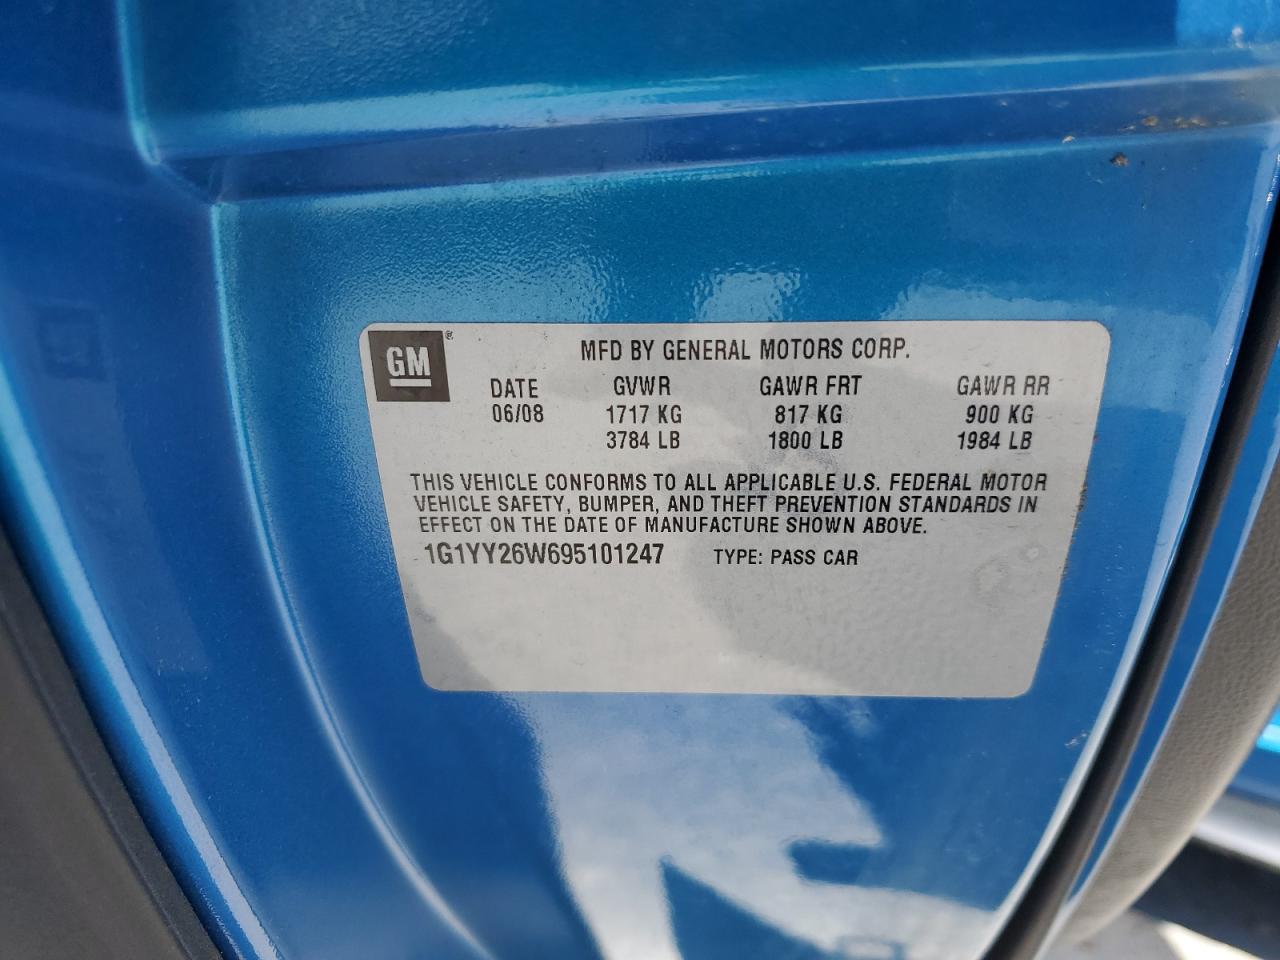 GM ®
MFD BY GENERAL MOTORS CORP.
DATE GVWR GAWR FRT GAWR RR
06/08 1717 KG 817 KG 900 KG
3784 LB 1800 LB 1984 LB
THIS VEHICLE CONFORMS TO ALL APPLICABLE U.S. FEDERAL MOTOR
VEHICLE SAFETY, BUMPER, AND THEFT PREVENTION STANDARDS IN
EFFECT ON THE DATE OF MANUFACTURE SHOWN ABOVE.
1G1YY26W695101247 TYPE: PASS CAR